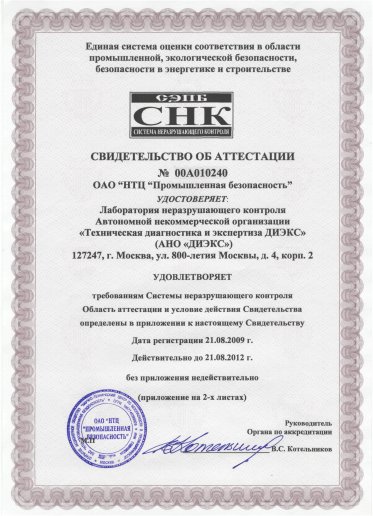 Единая система оценки соответствия в области
промышленной, экологической безопасности,
безопасности в энергетике и строительстве
СЭПБ
СНК
СИСТЕМА НЕРАЗРУШАЮЩЕГО КОНТРОЛЯ
СВИДЕТЕЛЬСТВО ОБ АТТЕСТАЦИИ
№ 00А010240
ОАО “НТЦ “Промышленная безопасность”
УДОСТОВЕРЯЕТ:
Лаборатория неразрушающего контроля
Автономной некоммерческой организации
«Техническая диагностика и экспертиза ДИЭКС»
(АНО «ДИЭКС»)
127247, г. Москва, ул. 800-летия Москвы, д. 4, корп. 2
УДОВЛЕТВОРЯЕТ
требованиям Системы неразрушающего контроля
Область аттестации и условие действия Свидетельства
определены в приложении к настоящему Свидетельству
Дата регистрации 21.08.2009 г.
Действительно до 21.08.2012 г.
без приложения недействительно
(приложение на 2-х листах)
Руководитель
Органа по аккредитации
В.С. Котельников
ОАО "НТЦ
"ПРОМЫШЛЕННАЯ
БЕЗОПАСНОСТЬ"